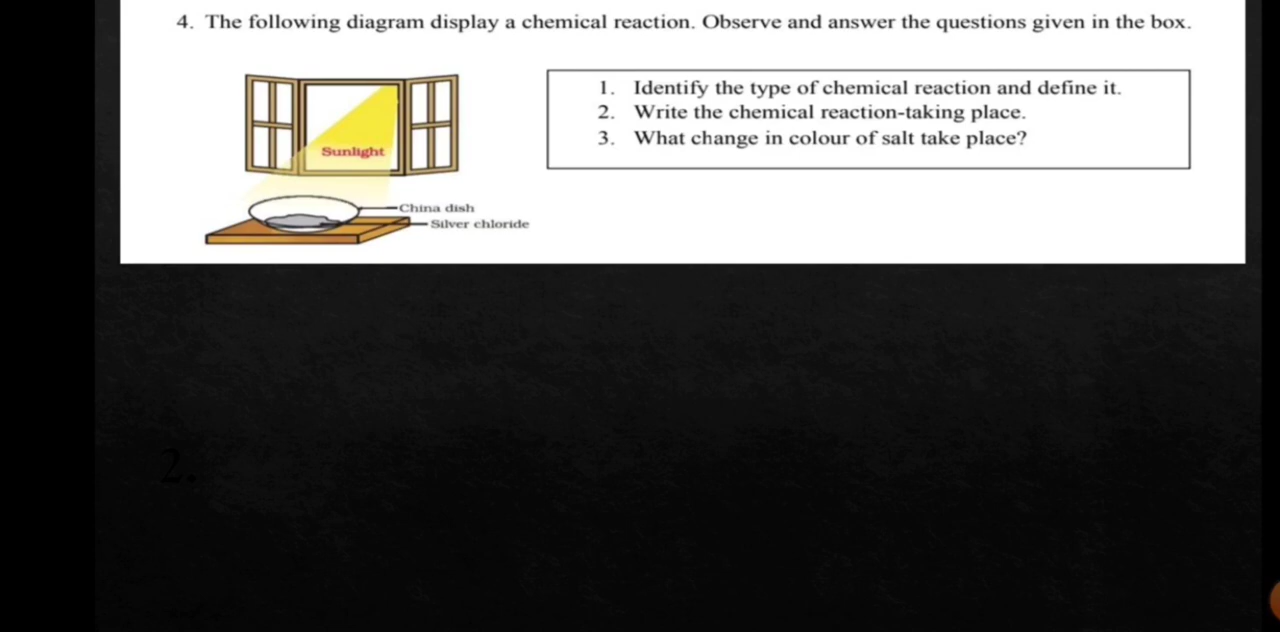 4. The following diagram display a chemical reaction. Observe and answer the questions given in the box.
1. Identify the type of chemical reaction and define it.
2. Write the chemical reaction-taking place.
3. What change in colour of salt take place?
Sunlight
China dish
Silver chloride
2.